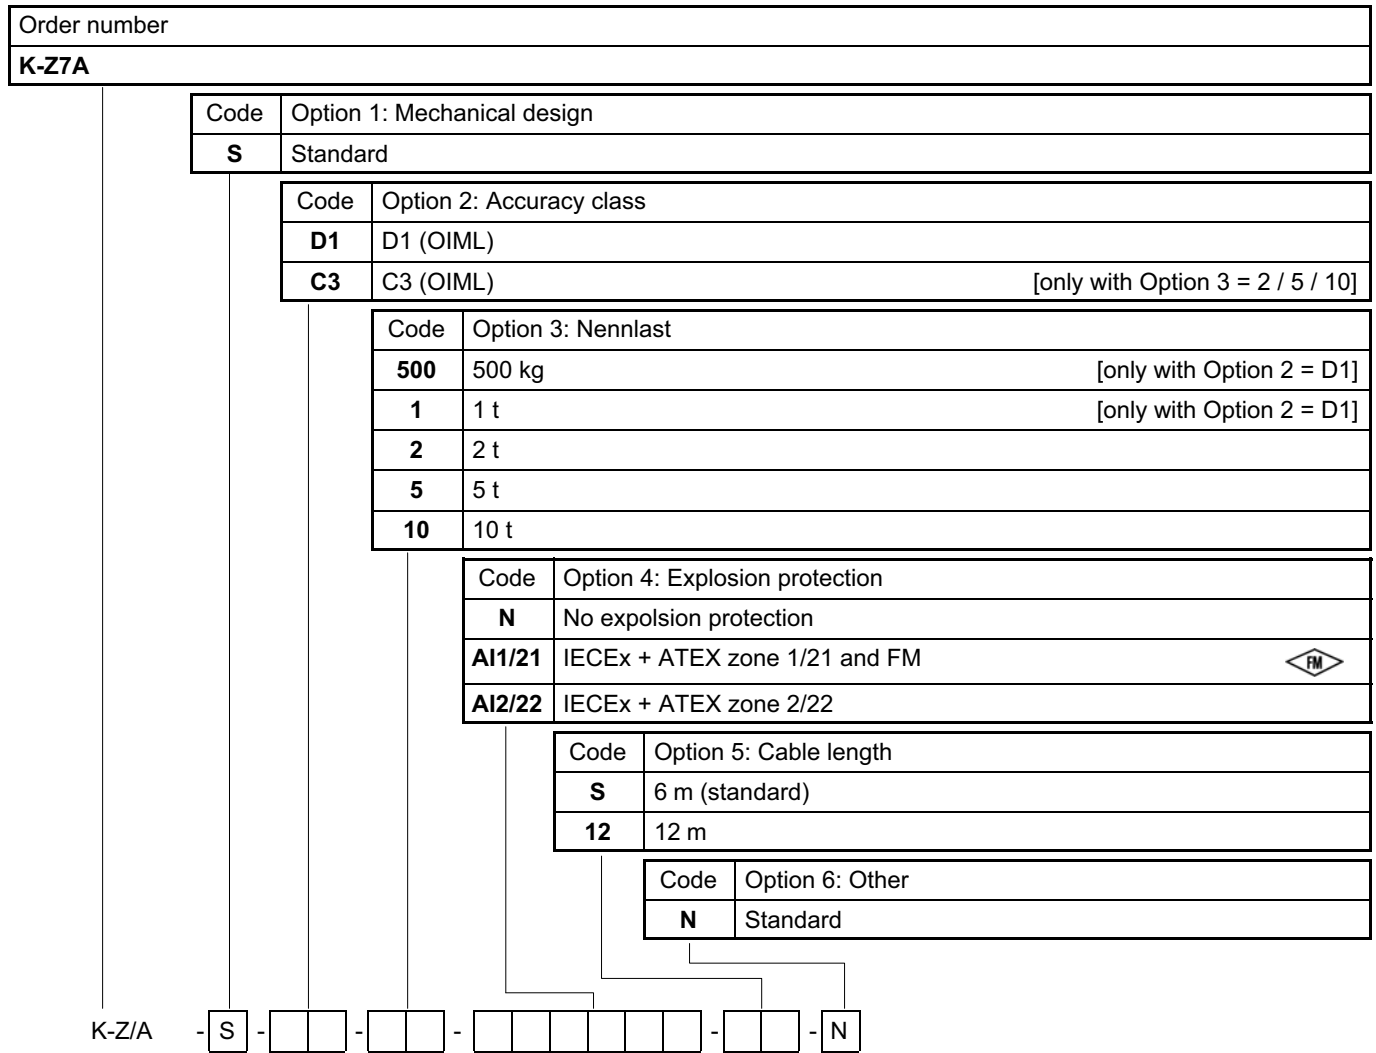 Order number
K-Z7A
Code Option 1: Mechanical design
S Standard
Code Option 2: Accuracy class
D1 D1 (OIML)
C3 C3 (OIML) [only with Option 3 = 2 / 5 / 10]
Code Option 3: Nennlast
500 500 kg [only with Option 2 = D1]
1 1 t [only with Option 2 = D1]
2 2 t
5 5 t
10 10 t
Code Option 4: Explosion protection
N No expolsion protection
AI1/21 IECEx + ATEX zone 1/21 and FM FM
AI2/22 IECEx + ATEX zone 2/22
Code Option 5: Cable length
S 6 m (standard)
12 12 m
Code Option 6: Other
N Standard
K-Z/A - S - - - - - N